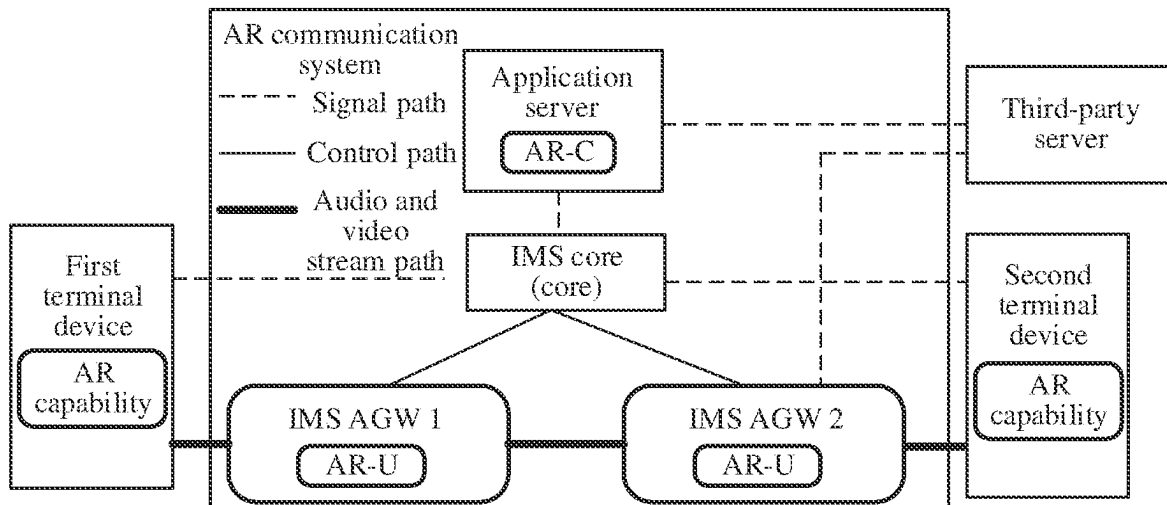 AR communication
system
Signal path
Control path
Audio and
video
stream path
Application
server
AR-C
Third-party
server
IMS core
(core)
First
terminal
device
AR
capability
Second
terminal
device
AR
capability
IMS AGW 1
AR-U
IMS AGW 2
AR-U